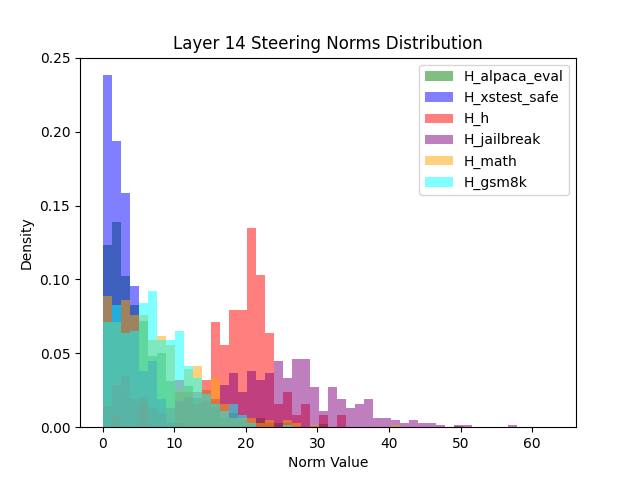 Layer 14 Steering Norms Distribution
H_alpaca_eval
H_xstest_safe
H_h
H_jailbreak
H_math
H_gsm8k
Density
0.25
0.20
0.15
0.10
0.05
0.00
0 10 20 30 40 50 60
Norm Value